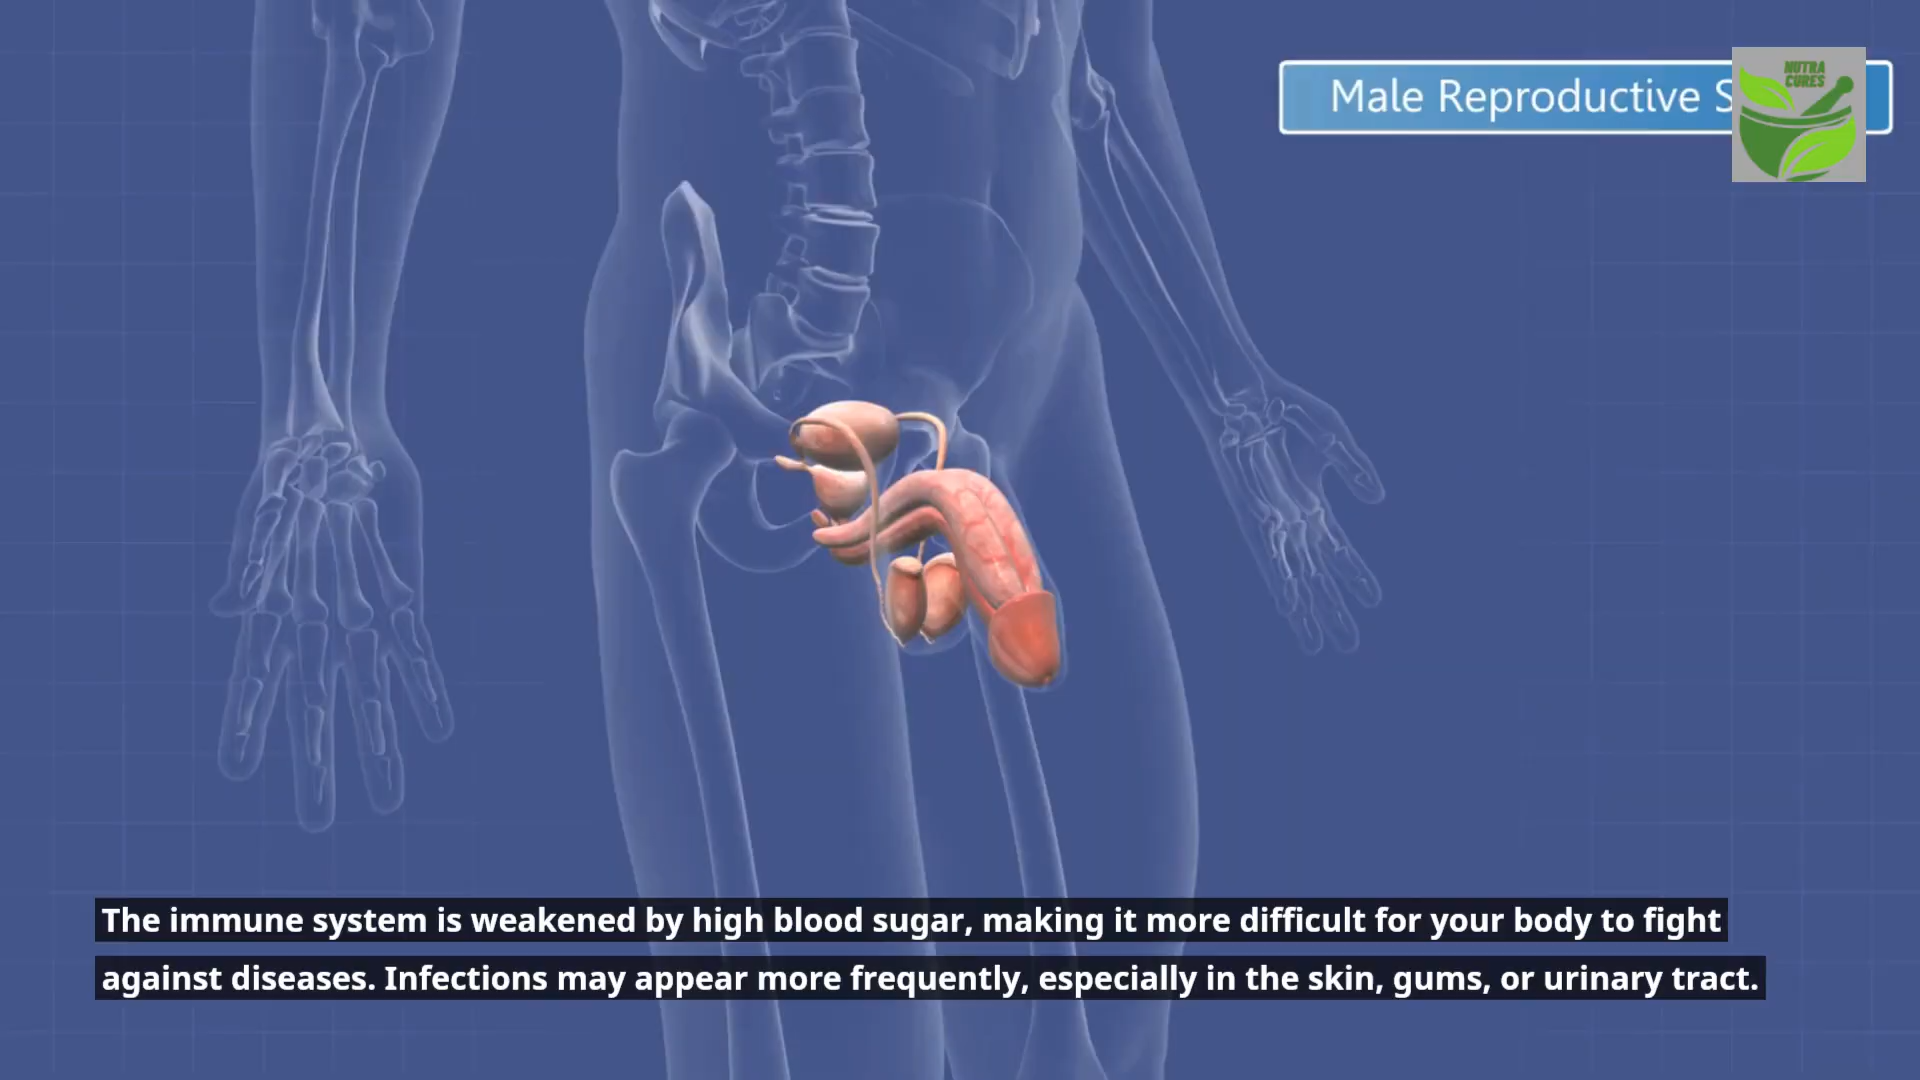 Male Reproductive S
NUTRA
CURES
The immune system is weakened by high blood sugar, making it more difficult for your body to fight
against diseases. Infections may appear more frequently, especially in the skin, gums, or urinary tract.